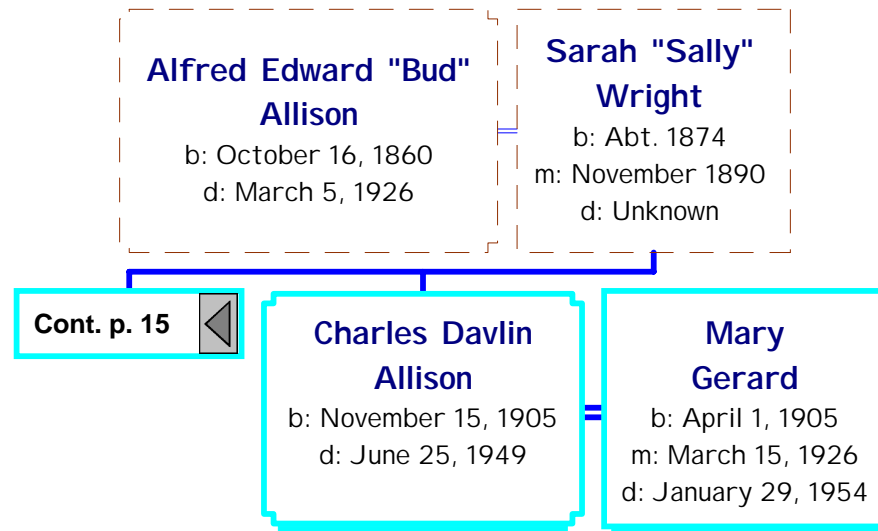 Alfred Edward "Bud"
Allison
b: October 16, 1860
d: March 5, 1926
Sarah "Sally"
Wright
b: Abt. 1874
m: November 1890
d: Unknown
Cont. p. 15
Charles Davlin
Allison
b: November 15, 1905
d: June 25, 1949
Mary
Gerard
b: April 1, 1905
m: March 15, 1926
d: January 29, 1954